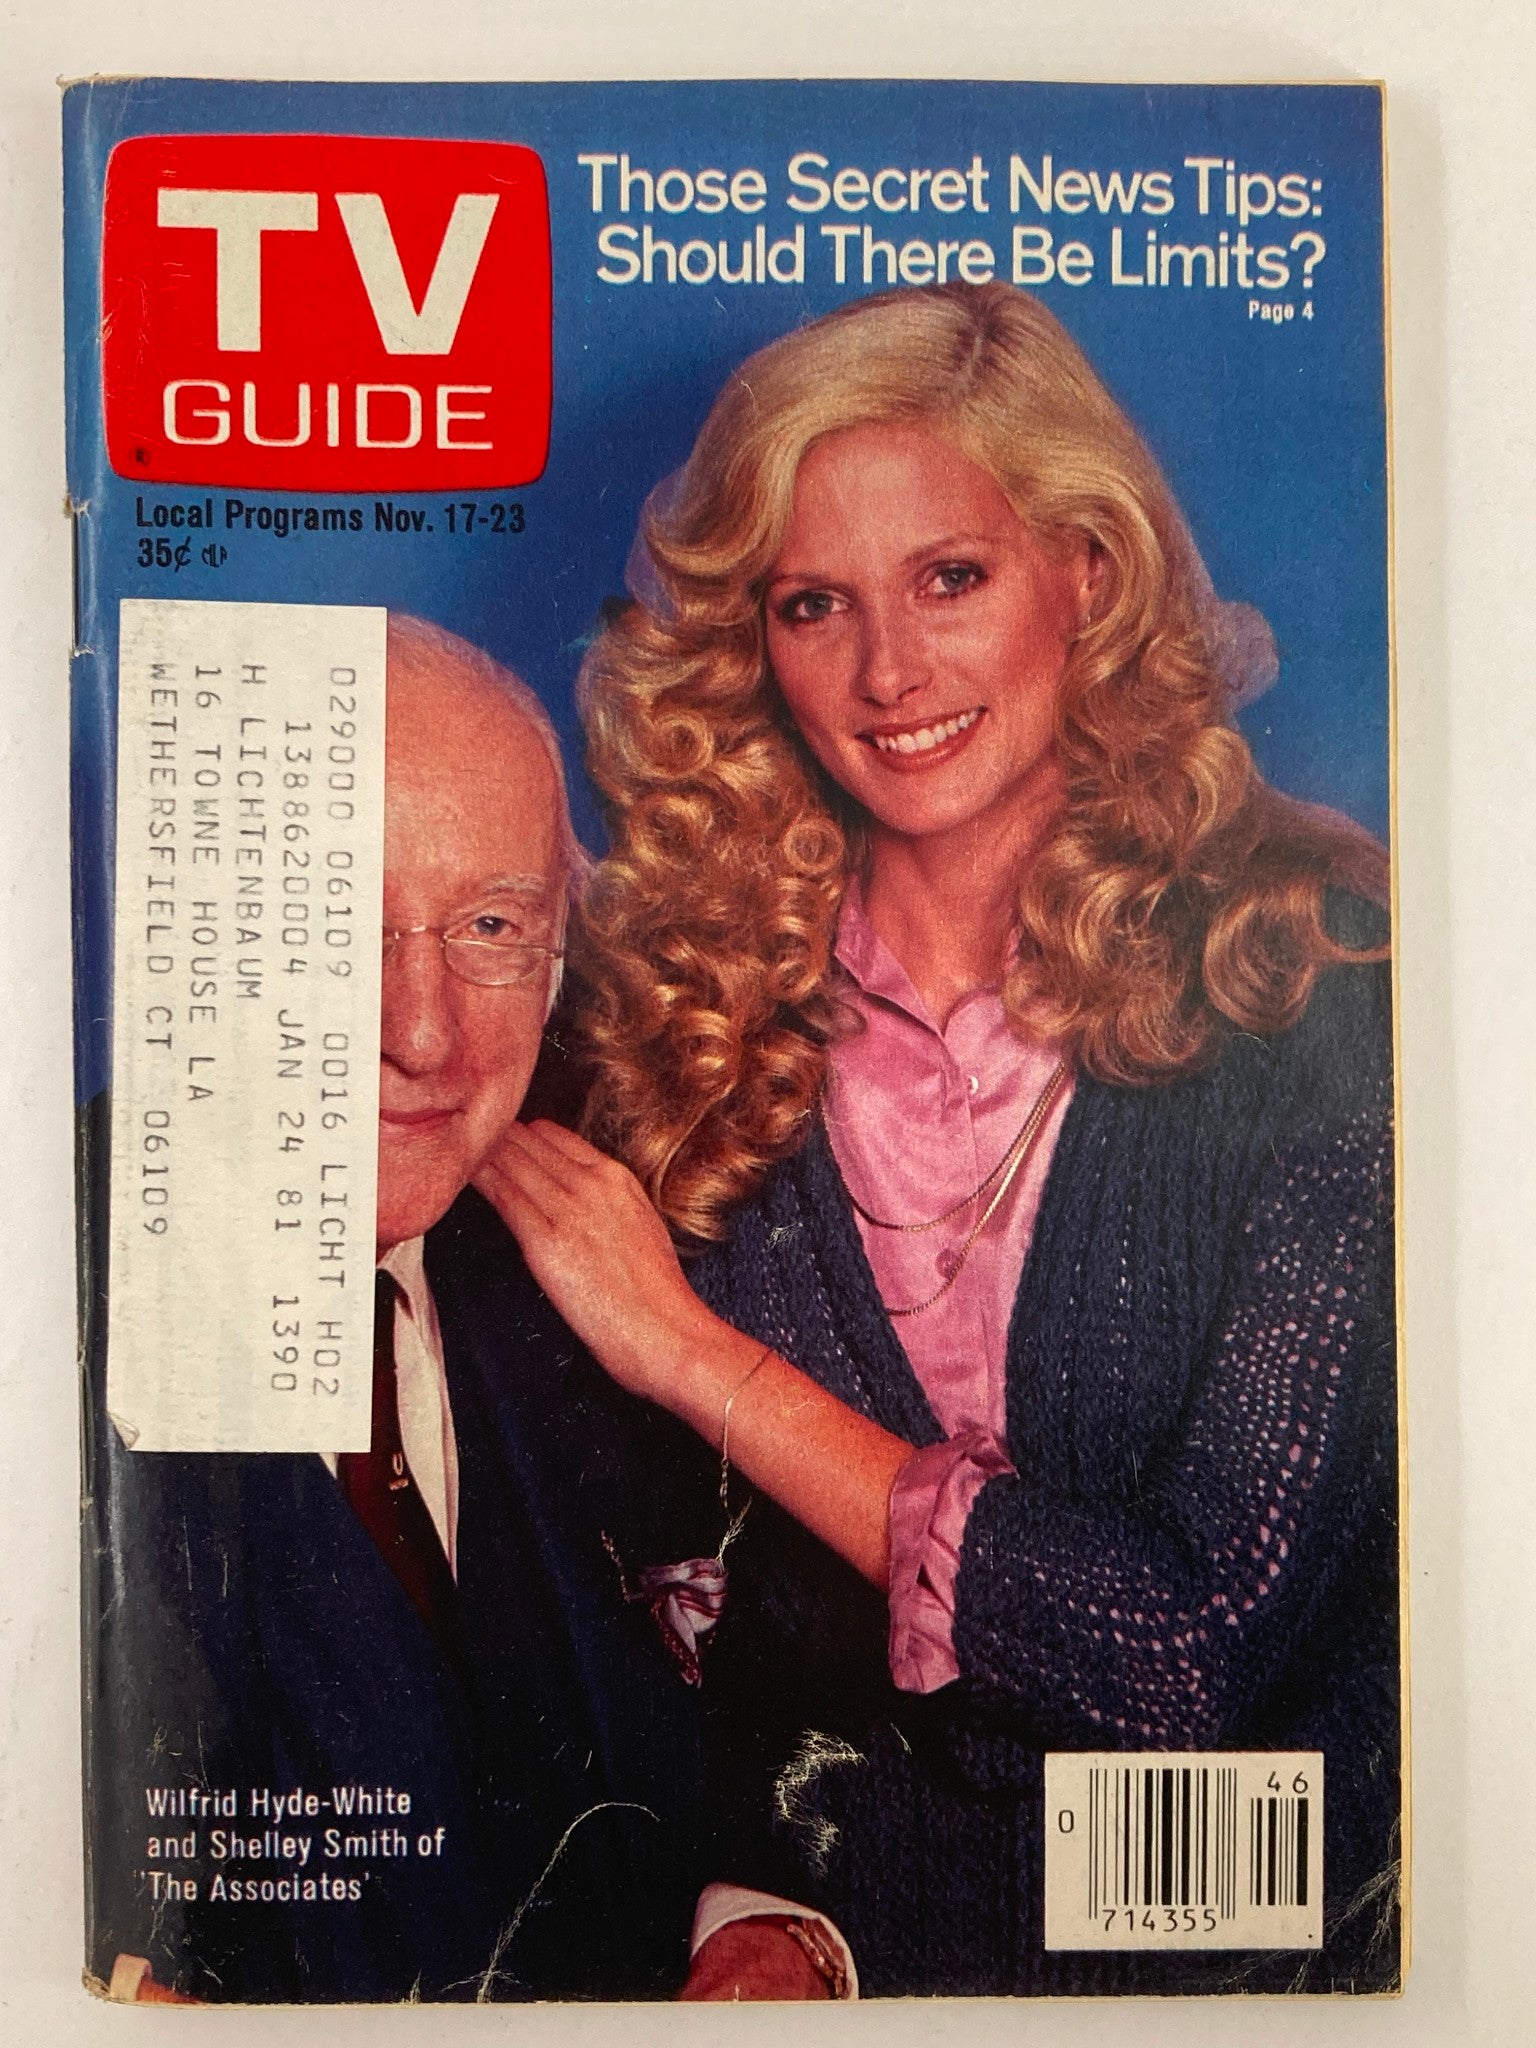 TV
GUIDE
®
Local Programs Nov. 17-23
35¢
Those Secret News Tips:
Should There Be Limits?
Page 4
029000 06109 0016 LICHT H02
1388620004 JAN 24 81 1390
H LICHTENBAUM
16 TOWNE HOUSE LA
WETHERSFIELD CT 06109
Wilfrid Hyde-White
and Shelley Smith of
'The Associates'
0
714355
46